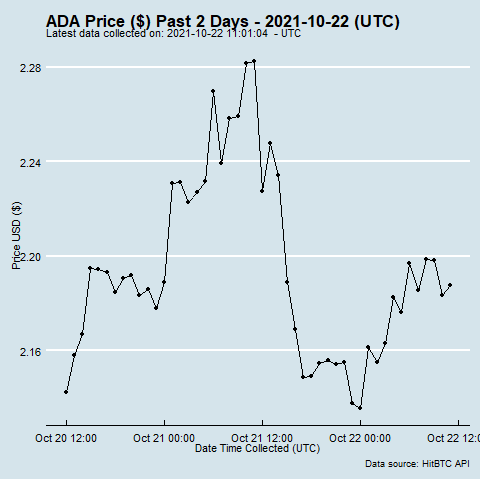 ADA Price ($) Past 2 Days - 2021-10-22 (UTC)
Latest data collected on: 2021-10-22 11:01:04 - UTC
2.28
2.24
2.20
2.16
Price USD ($)
Oct 20 12:00 Oct 21 00:00 Oct 21 12:00 Oct 22 00:00 Oct 22 12:0
Date Time Collected (UTC)
Data source: HitBTC API